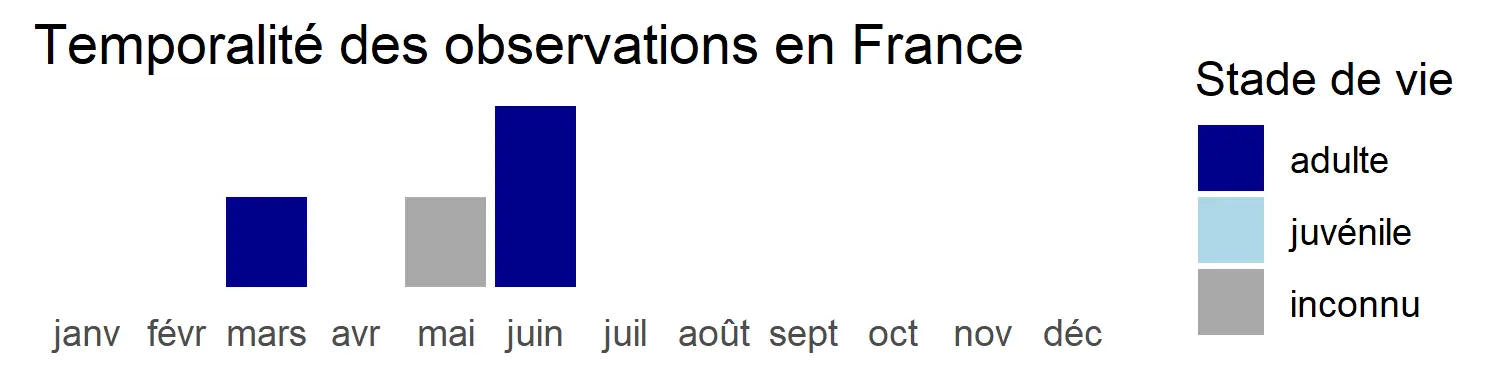 Temporalité des observations en France
Stade de vie
adulte
juvénile
inconnu
janv févr mars avr mai juin juil août sept oct nov déc